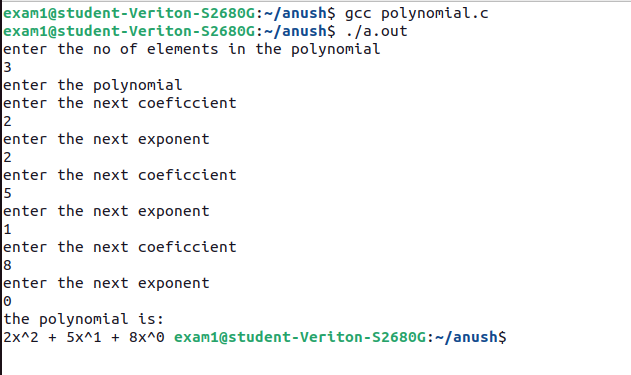 exam1@student-Veriton-S2680G:~/anush$ gcc polynomial.c
exam1@student-Veriton-S2680G:~/anush$ ./a.out
enter the no of elements in the polynomial
3
enter the polynomial
enter the next coeficcient
2
enter the next exponent
2
enter the next coeficcient
5
enter the next exponent
1
enter the next coeficcient
8
enter the next exponent
0
the polynomial is:
2x^2 + 5x^1 + 8x^0 exam1@student-Veriton-S2680G:~/anush$